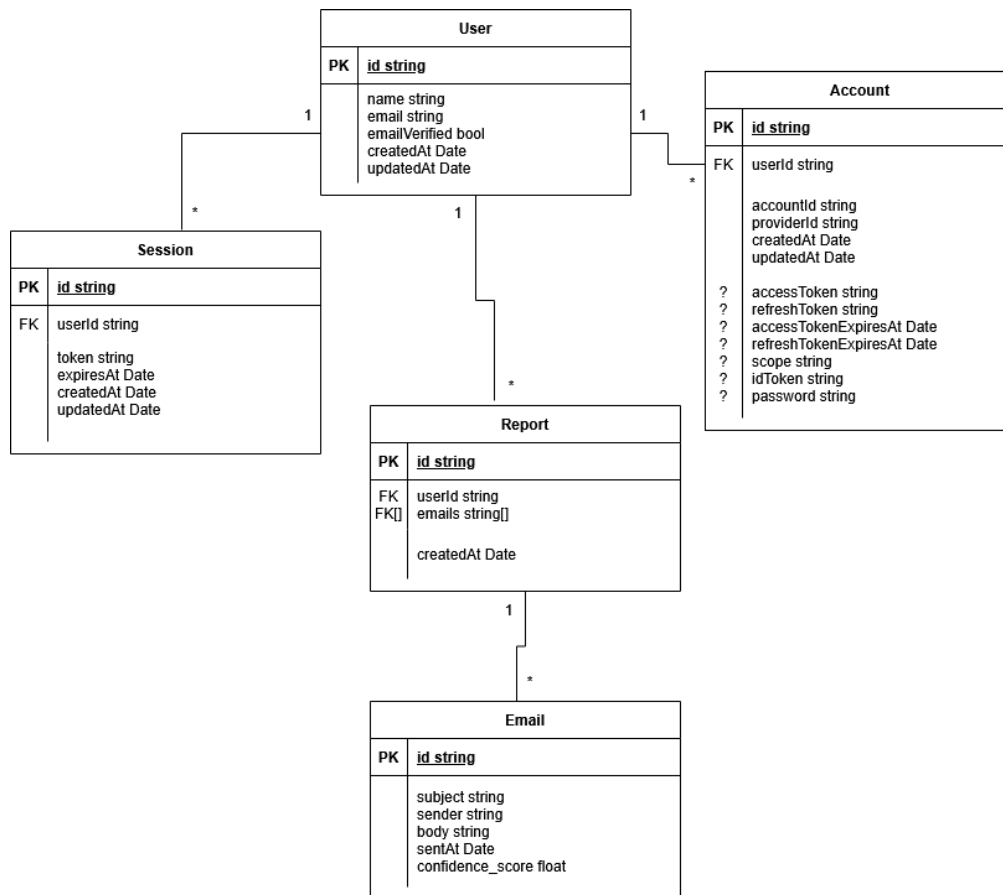 User
PK id string
name string
email string
emailVerified bool
createdAt Date
updatedAt Date
1
1
1
*
*
*
Account
PK id string
FK userId string
accountId string
providerId string
createdAt Date
updatedAt Date
? accessToken string
? refreshToken string
? accessTokenExpiresAt Date
? refreshTokenExpiresAt Date
? scope string
? idToken string
? password string
Session
PK id string
FK userId string
token string
expiresAt Date
createdAt Date
updatedAt Date
Report
PK id string
FK userId string
FK[] emails string[]
createdAt Date
1
*
Email
PK id string
subject string
sender string
body string
sentAt Date
confidence_score float